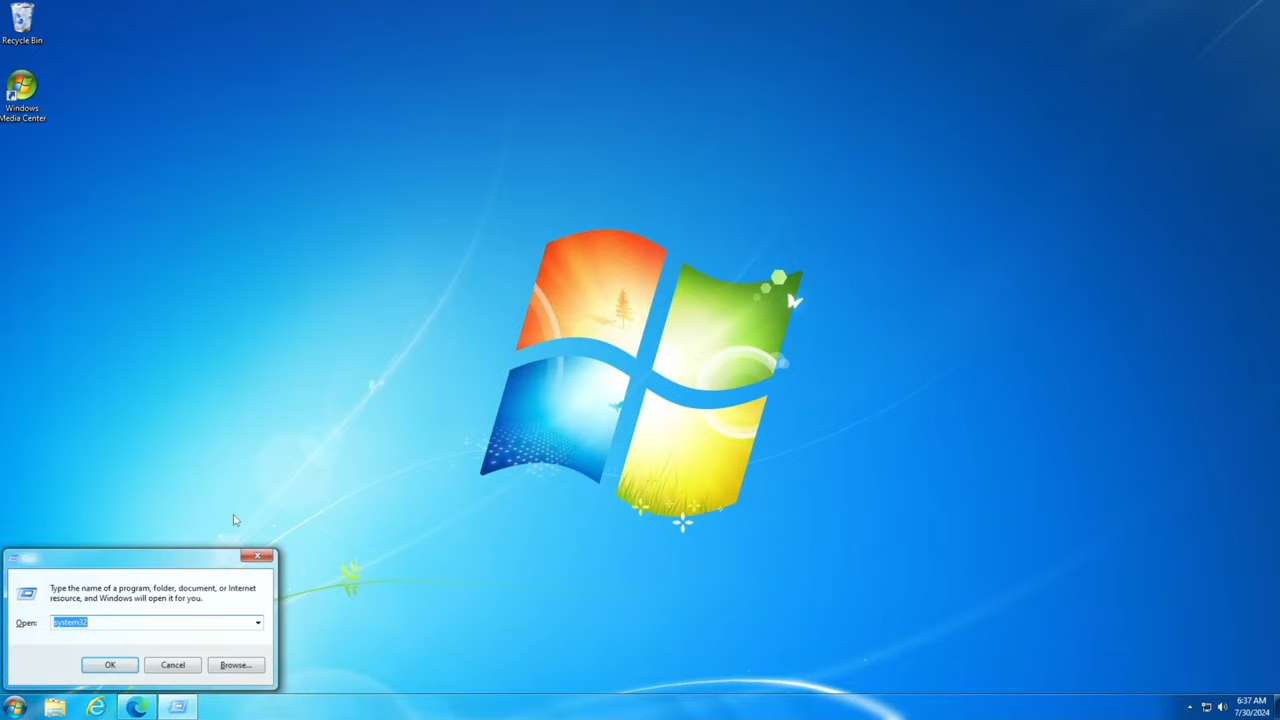 Recycle Bin
Windows
Media Center
Type the name of a program, folder, document, or Internet
resource, and Windows will open it for you.
Open: system32
OK Cancel Browse...
6:37 AM
7/30/2024